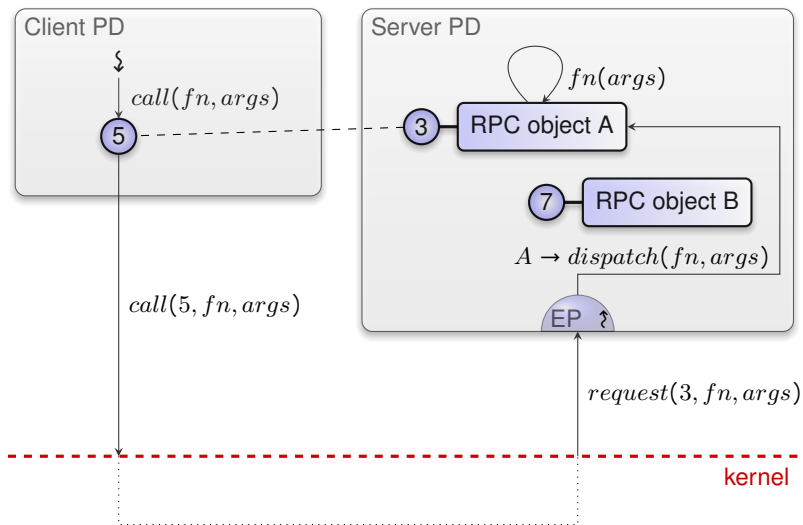 Client PD
Server PD
call(fn, args)
fn(args)
5
3
RPC object A
7
RPC object B
A → dispatch(fn, args)
call(5, fn, args)
EP
request(3, fn, args)
kernel